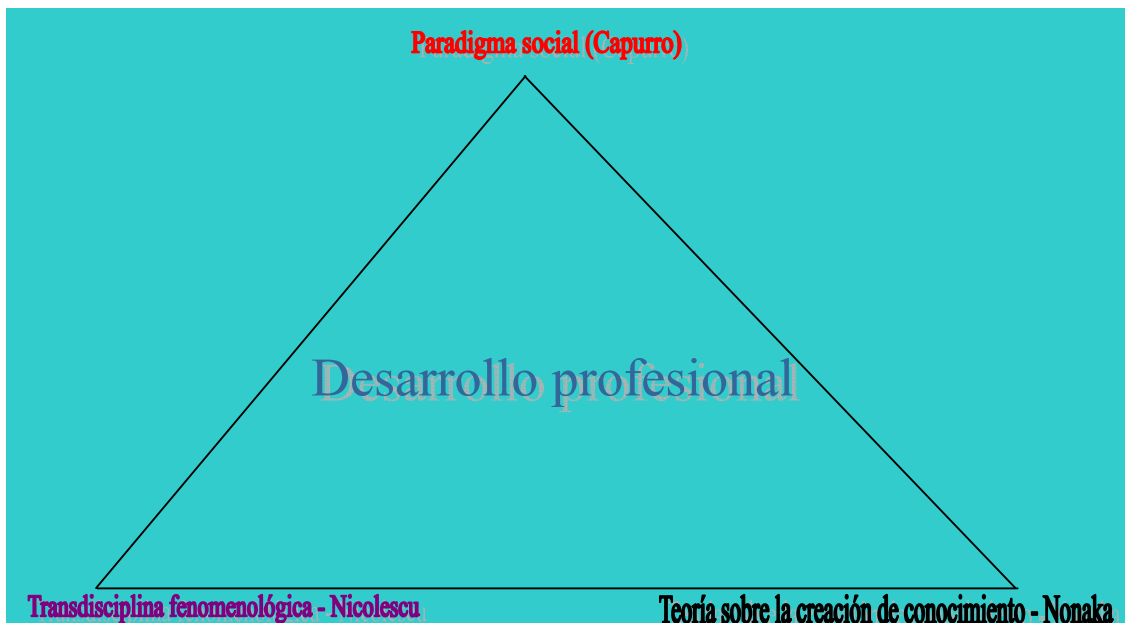 Paradigma social (Capurro)
Desarrollo profesional
Transdisciplina fenomenológica - Nicolescu
Teoría sobre la creación de conocimiento - Nonaka